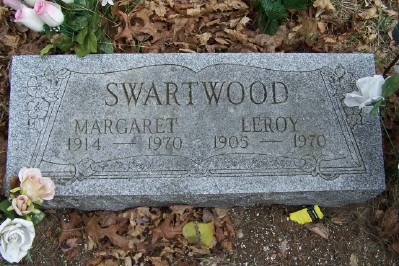 SWARTWOOD
MARGARET LEROY
1914 — 1970 1905 — 1970